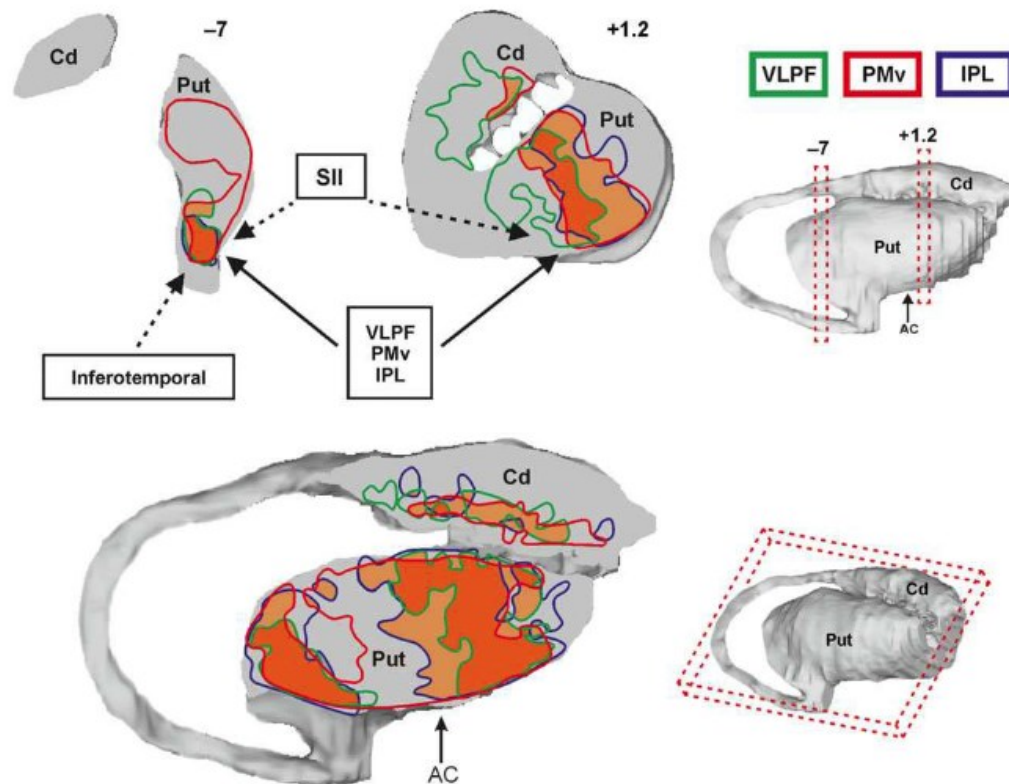 –7
Cd
Put
+1.2
Cd
Put
SII
Inferotemporal
VLPF
PMv
IPL
VLPF PMv IPL
–7
+1.2
Cd
Put
AC
Cd
Put
AC
Cd
Put